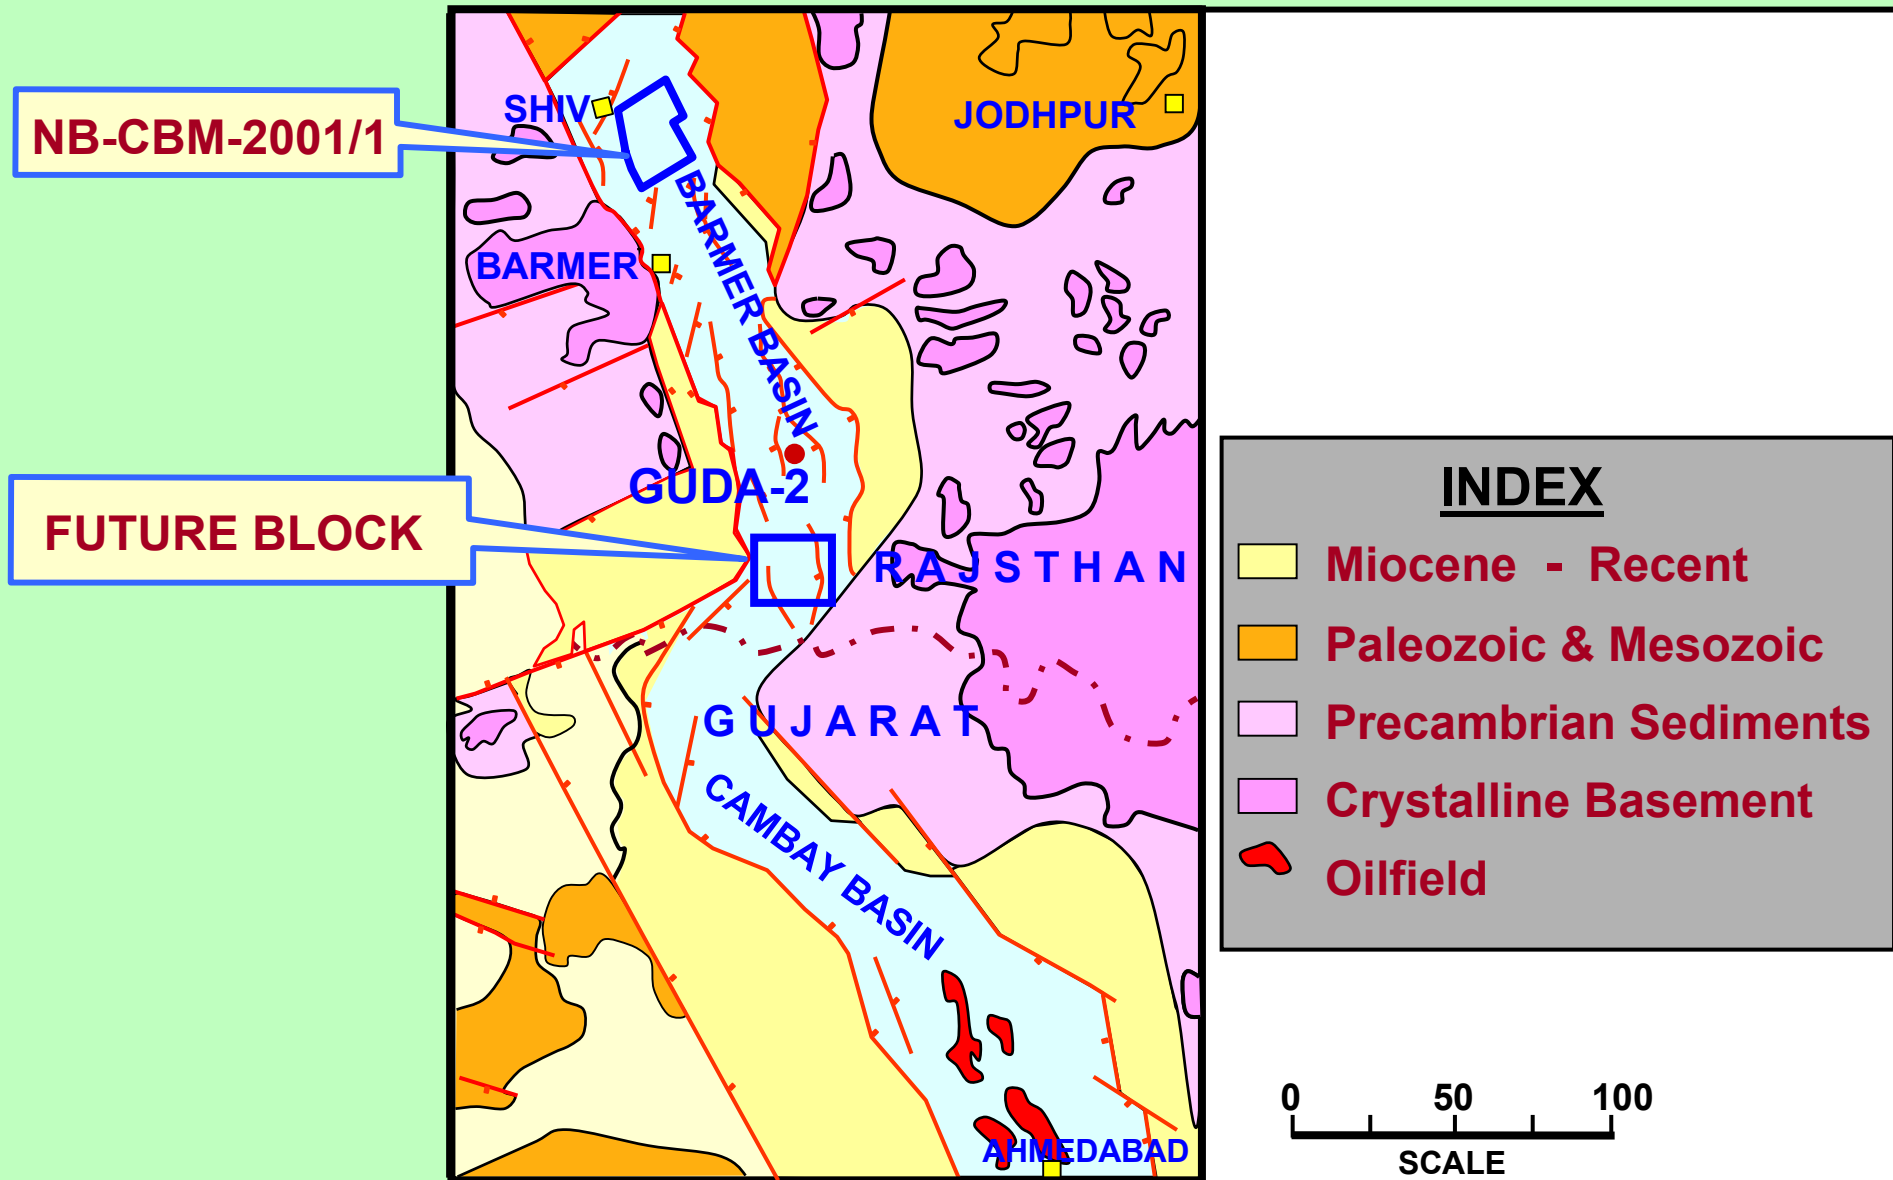 SHIV
JODHPUR
NB-CBM-2001/1
BARMER BASIN
BARMER
GUDA-2
FUTURE BLOCK
RAJSTHAN
GUJARAT
CAMBAY BASIN
AHMEDABAD
INDEX
Miocene - Recent
Paleozoic & Mesozoic
Precambrian Sediments
Crystalline Basement
Oilfield
0 50 100
SCALE